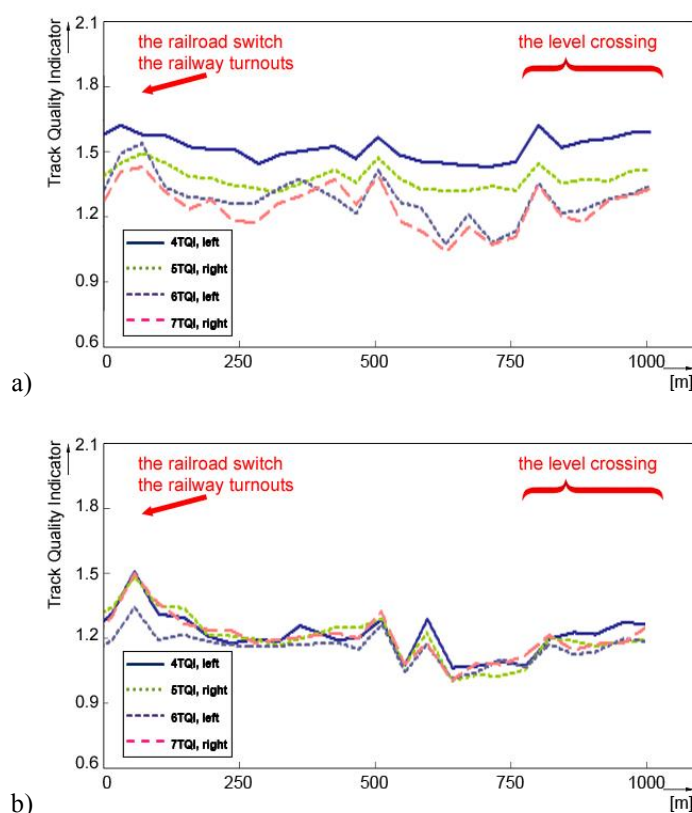 2.1
the railroad switch
the railway turnouts
the level crossing
1.8
1.5
1.2
0.9
0.6
Track Quality Indicator
4TQI, left
5TQI, right
6TQI, left
7TQI, right
0 250 500 750 1000
[m]
a)
2.1
the railroad switch
the railway turnouts
the level crossing
1.8
1.5
1.2
0.9
0.6
Track Quality Indicator
4TQI, left
5TQI, right
6TQI, left
7TQI, right
0 250 500 750 1000
[m]
b)